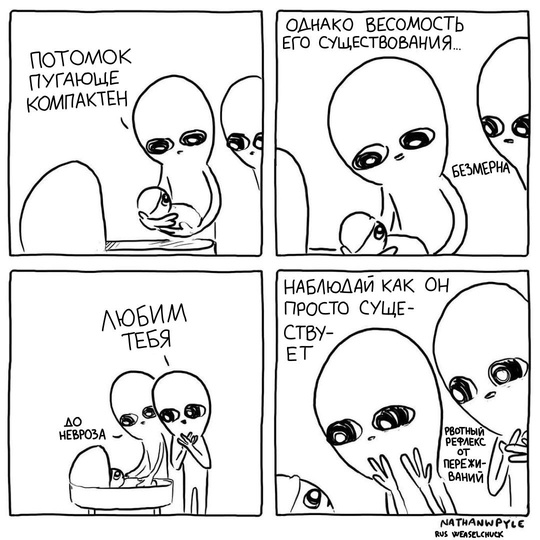 ПОТОМОК
ПУГАЮЩЕ
КОМПАКТЕН
ОДНАКО ВЕСОМОСТЬ
ЕГО СУЩЕСТВОВАНИЯ...
БЕЗМЕРНА
ЛЮБИМ
ТЕБЯ
ДО
НЕВРОЗА
НАБЛЮДАЙ КАК ОН
ПРОСТО СУЩЕ-
СТВУ-
ЕТ
РВОТНЫЙ
РЕФЛЕКС
ОТ
ПЕРЕЖИ-
ВАНИЙ
NATHANWPYLE
RUS WEASELCHUCK